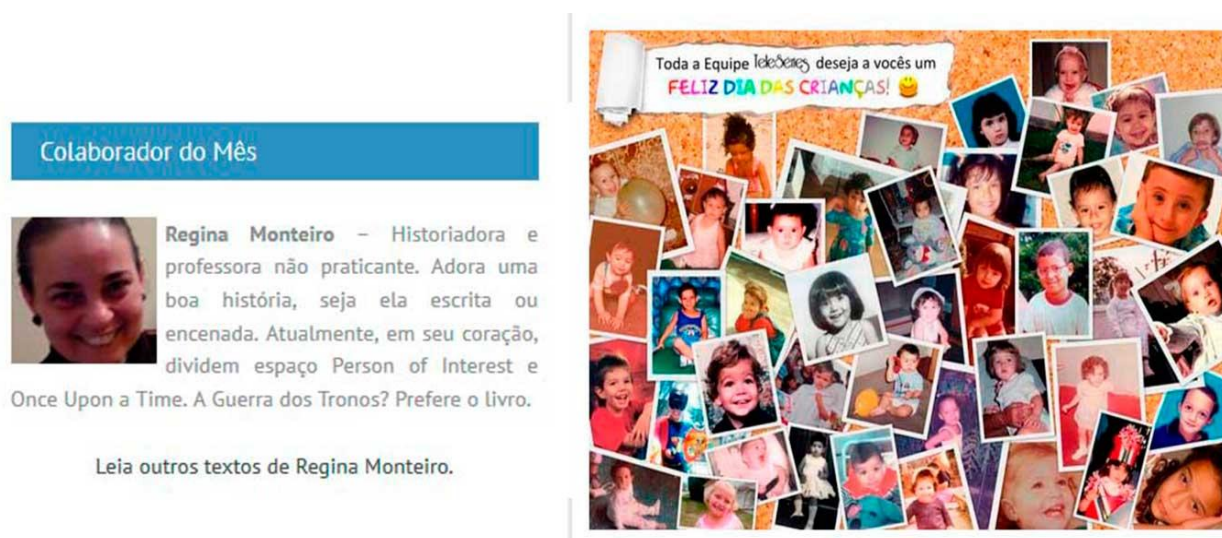 Colaborador do Mês
Regina Monteiro – Historiadora e
professora não praticante. Adora uma
boa história, seja ela escrita ou
encenada. Atualmente, em seu coração,
dividem espaço Person of Interest e
Once Upon a Time. A Guerra dos Tronos? Prefere o livro.
Leia outros textos de Regina Monteiro.
Toda a Equipe TeleSéries deseja a vocês um
FELIZ DIA DAS CRIANÇAS!